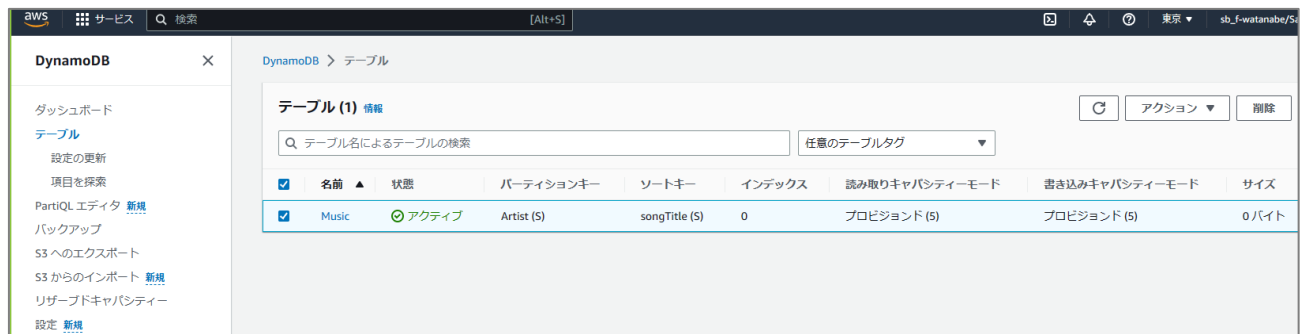 aws サービス 検索 [Alt+S] 東京 ▼ sb_f-watanabe/Sa
DynamoDB
ダッシュボード
テーブル
設定の更新
項目を探索
PartiQL エディタ 新規
バックアップ
S3 へのエクスポート
S3 からのインポート 新規
リザーブドキャパシティー
設定 新規
DynamoDB > テーブル
テーブル (1) 情報
アクション ▼ 削除
テーブル名によるテーブルの検索 任意のテーブルタグ ▼
名前 ▲ 状態 パーティションキー ソートキー インデックス 読み取りキャパシティーモード 書き込みキャパシティーモード サイズ
Music アクティブ Artist (S) songTitle (S) 0 プロビジョンド (5) プロビジョンド (5) 0 バイト